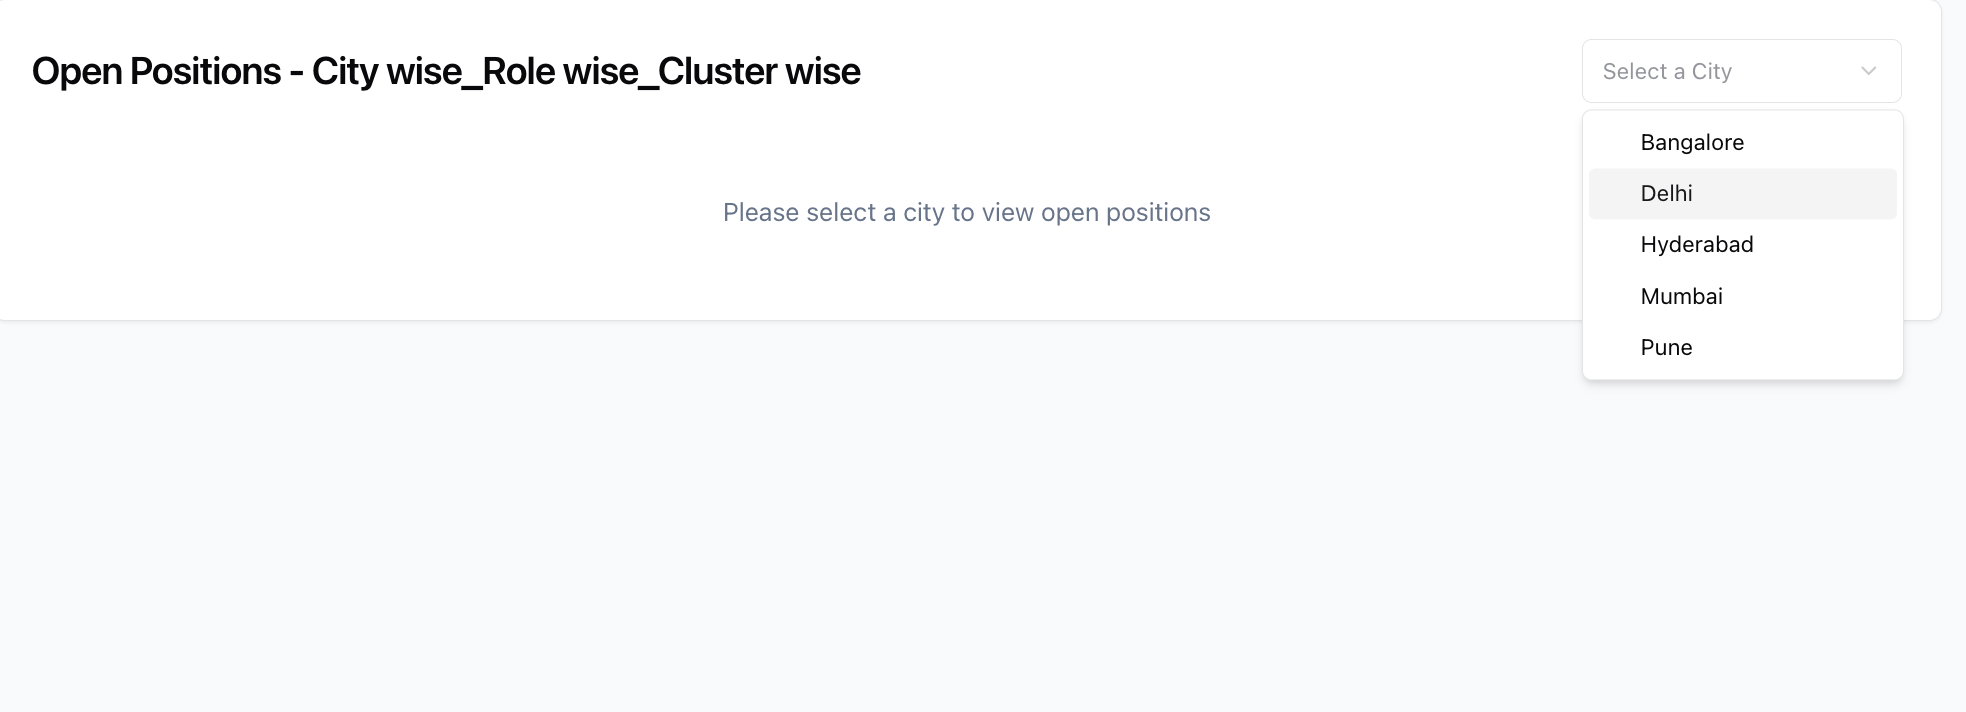 Open Positions - City wise_Role wise_Cluster wise
Select a City
Bangalore
Delhi
Hyderabad
Mumbai
Pune
Please select a city to view open positions